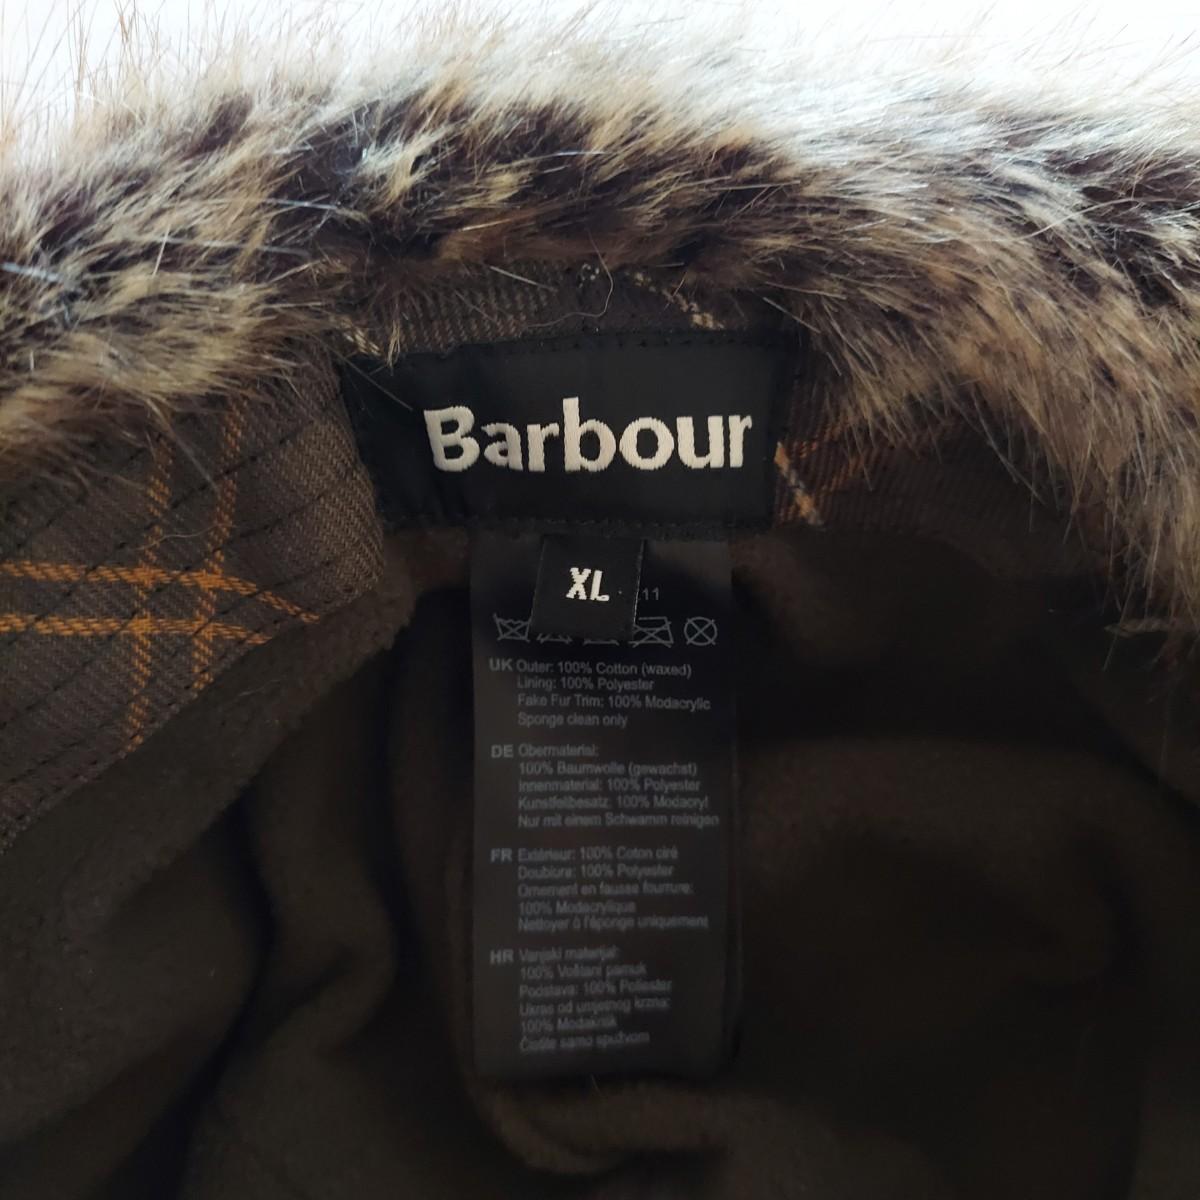 Barbour
XL
11
UK Outer: 100% Cotton (waxed)
Lining: 100% Polyester
Fake Fur Trim: 100% Modacrylic
Sponge clean only
DE Obermaterial:
100% Baumwolle (gewachst)
Innenmaterial: 100% Polyester
Kunstfellbesatz: 100% Modacryl
Nur mit einem Schwamm reinigen
FR Extérieur: 100% Coton ciré
Doublure: 100% Polyester
Ornement en fausse fourrure:
100% Modacrylique
Nettoyer à l'éponge uniquement
HR Vanjski materijal:
100% Voštani pamuk
Podstava: 100% Poliester
Ukras od umjetnog krzna:
100% Modakrilik
Čistite samo spužvom